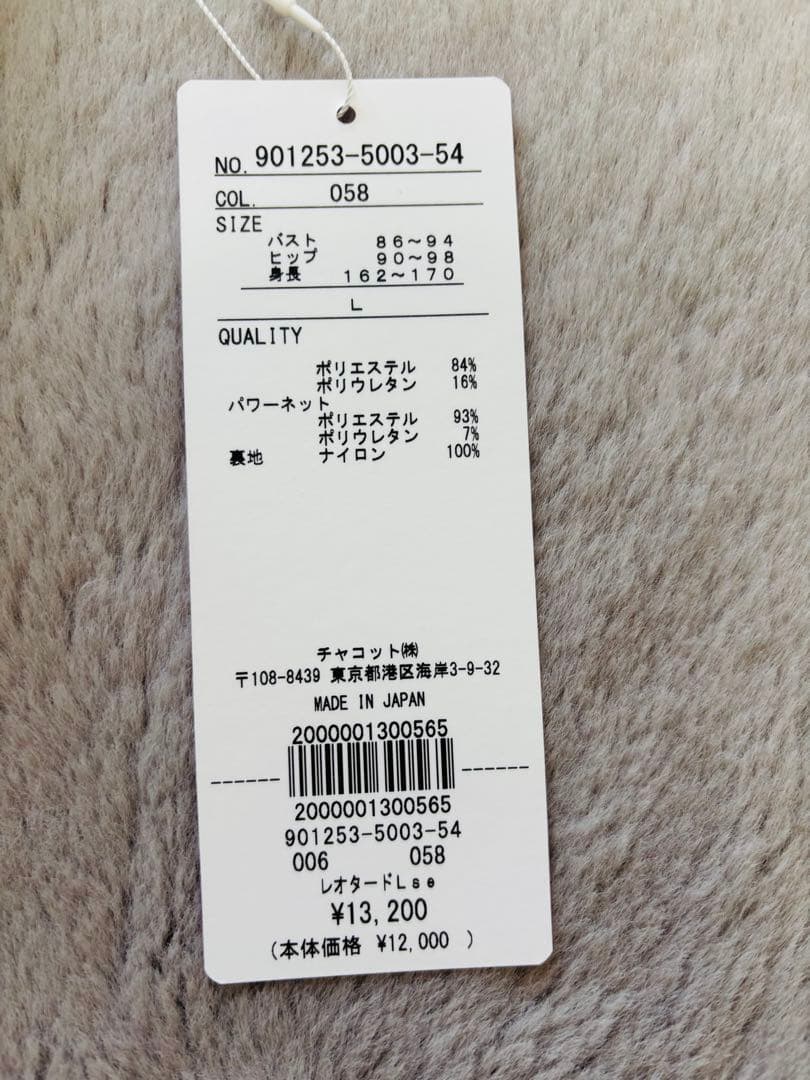 NO. 901253-5003-54
COL. 058
SIZE
バスト 86〜94
ヒップ 90〜98
身長 162〜170
L
QUALITY
ポリエステル 84%
ポリウレタン 16%
パワーネット
ポリエステル 93%
ポリウレタン 7%
裏地 ナイロン 100%
チャコット㈱
〒108-8439 東京都港区海岸3-9-32
MADE IN JAPAN
2000001300565
2000001300565
901253-5003-54
006 058
レオタードLse
¥13,200
(本体価格 ¥12,000 )